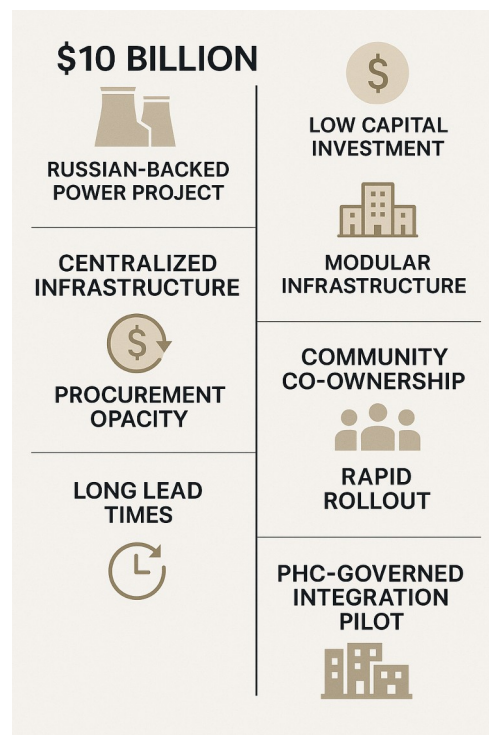 $10 BILLION
RUSSIAN-BACKED
POWER PROJECT
CENTRALIZED
INFRASTRUCTURE
$
PROCUREMENT
OPACITY
LONG LEAD
TIMES
$
LOW CAPITAL
INVESTMENT
MODULAR
INFRASTRUCTURE
COMMUNITY
CO-OWNERSHIP
RAPID
ROLLOUT
PHC-GOVERNED
INTEGRATION
PILOT